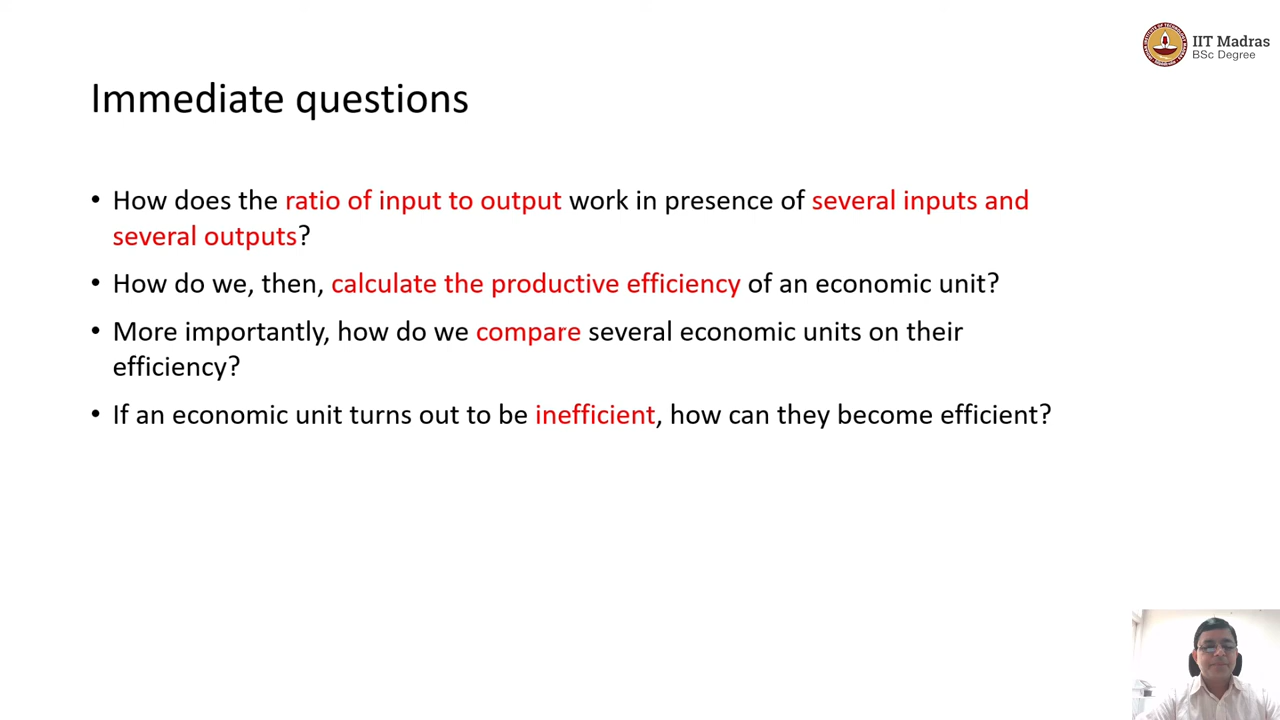 IIT Madras
BSc Degree
Immediate questions
• How does the ratio of input to output work in presence of several inputs and
several outputs?
• How do we, then, calculate the productive efficiency of an economic unit?
• More importantly, how do we compare several economic units on their
efficiency?
• If an economic unit turns out to be inefficient, how can they become efficient?